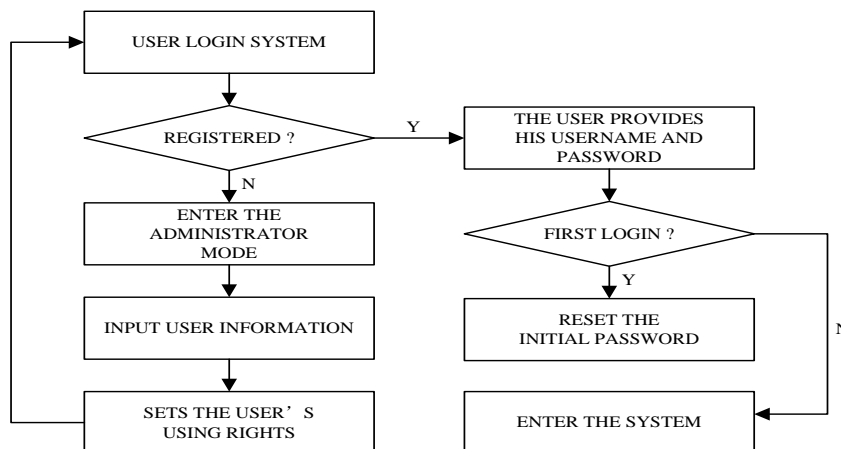 USER LOGIN SYSTEM
REGISTERED ?
Y
THE USER PROVIDES
HIS USERNAME AND
PASSWORD
N
ENTER THE
ADMINISTRATOR
MODE
FIRST LOGIN ?
Y
INPUT USER INFORMATION
RESET THE
INITIAL PASSWORD
N
SETS THE USER’S
USING RIGHTS
ENTER THE SYSTEM